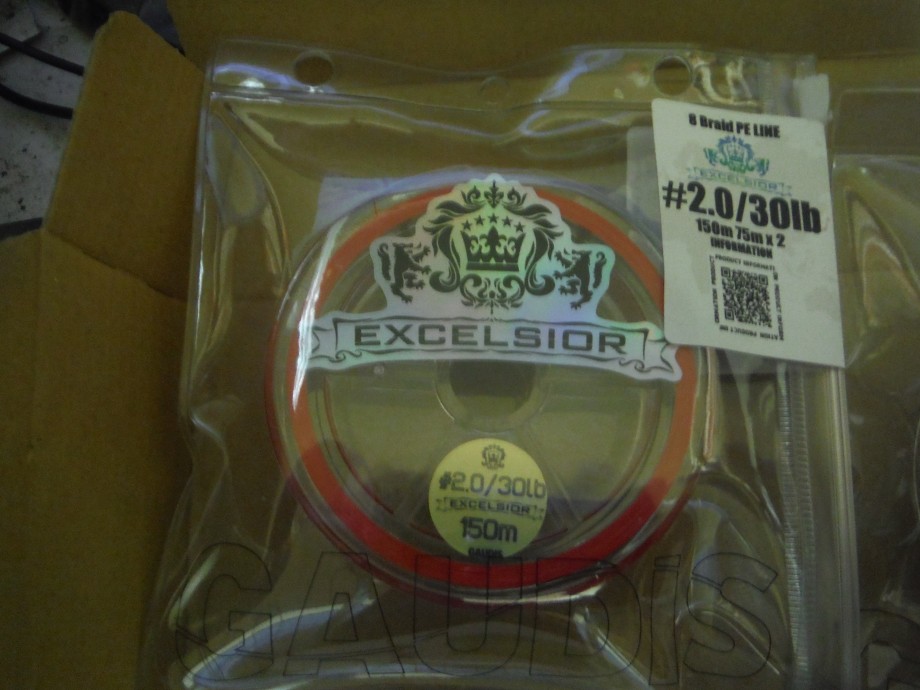 8 Braid PE LINE
EXCELSIOR
#2.0/30lb
150m 75m x 2
INFORMATION
EXCELSIOR
#2.0/30lb
EXCELSIOR
150m
GAUDiS
GAUDiS